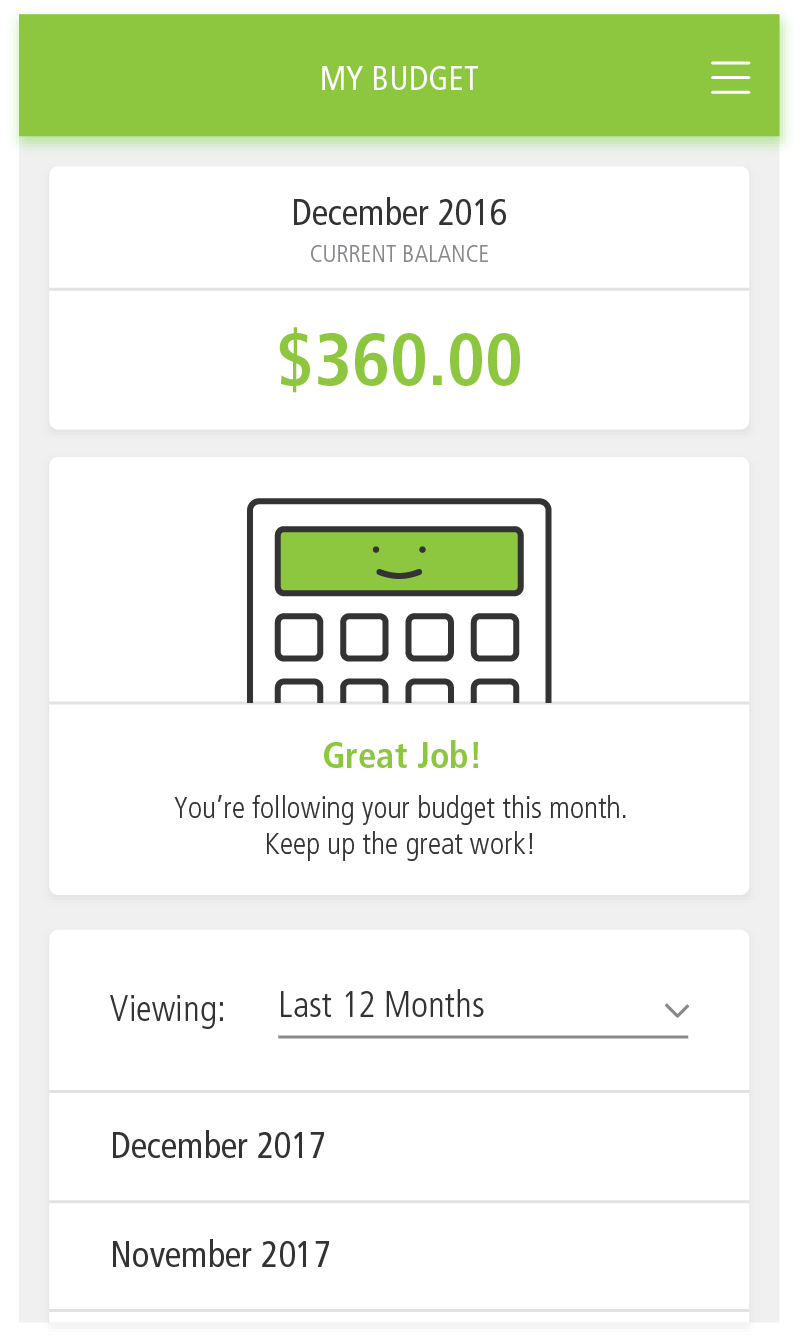 MY BUDGET
December 2016
CURRENT BALANCE
$360.00
Great Job!
You’re following your budget this month.
Keep up the great work!
Viewing: Last 12 Months
December 2017
November 2017